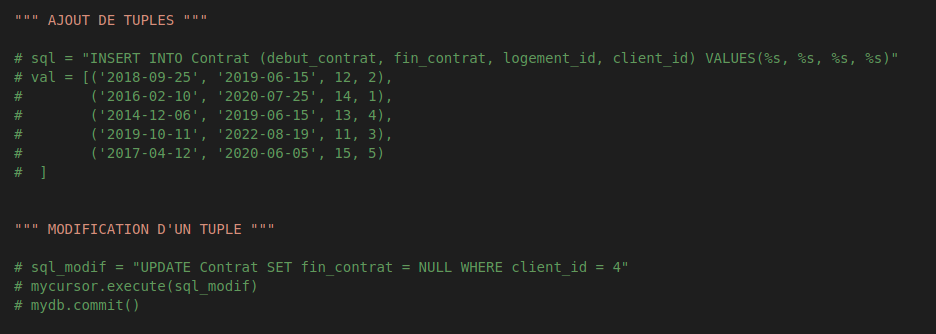 """ AJOUT DE TUPLES """
# sql = "INSERT INTO Contrat (debut_contrat, fin_contrat, logement_id, client_id) VALUES(%s, %s, %s, %s)"
# val = [('2018-09-25', '2019-06-15', 12, 2),
#        ('2016-02-10', '2020-07-25', 14, 1),
#        ('2014-12-06', '2019-06-15', 13, 4),
#        ('2019-10-11', '2022-08-19', 11, 3),
#        ('2017-04-12', '2020-06-05', 15, 5)
#  ]
""" MODIFICATION D'UN TUPLE """
# sql_modif = "UPDATE Contrat SET fin_contrat = NULL WHERE client_id = 4"
# mycursor.execute(sql_modif)
# mydb.commit()